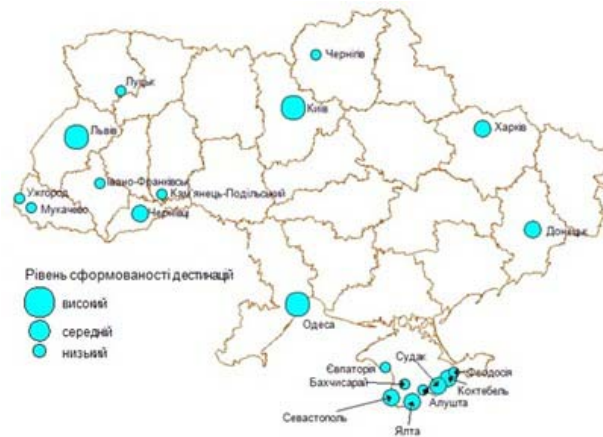 Чернігів
Луцьк
Київ
Львів
Харків
Івано-Франківськ
Кам'янець-Подільський
Ужгород
Мукачево
Чернівці
Донецьк
Рівень сформованості дестинацій
високий
середній
низький
Одеса
Судак
Євпаторія
Феодосія
Бахчисарай
Коктебель
Алушта
Севастополь
Ялта